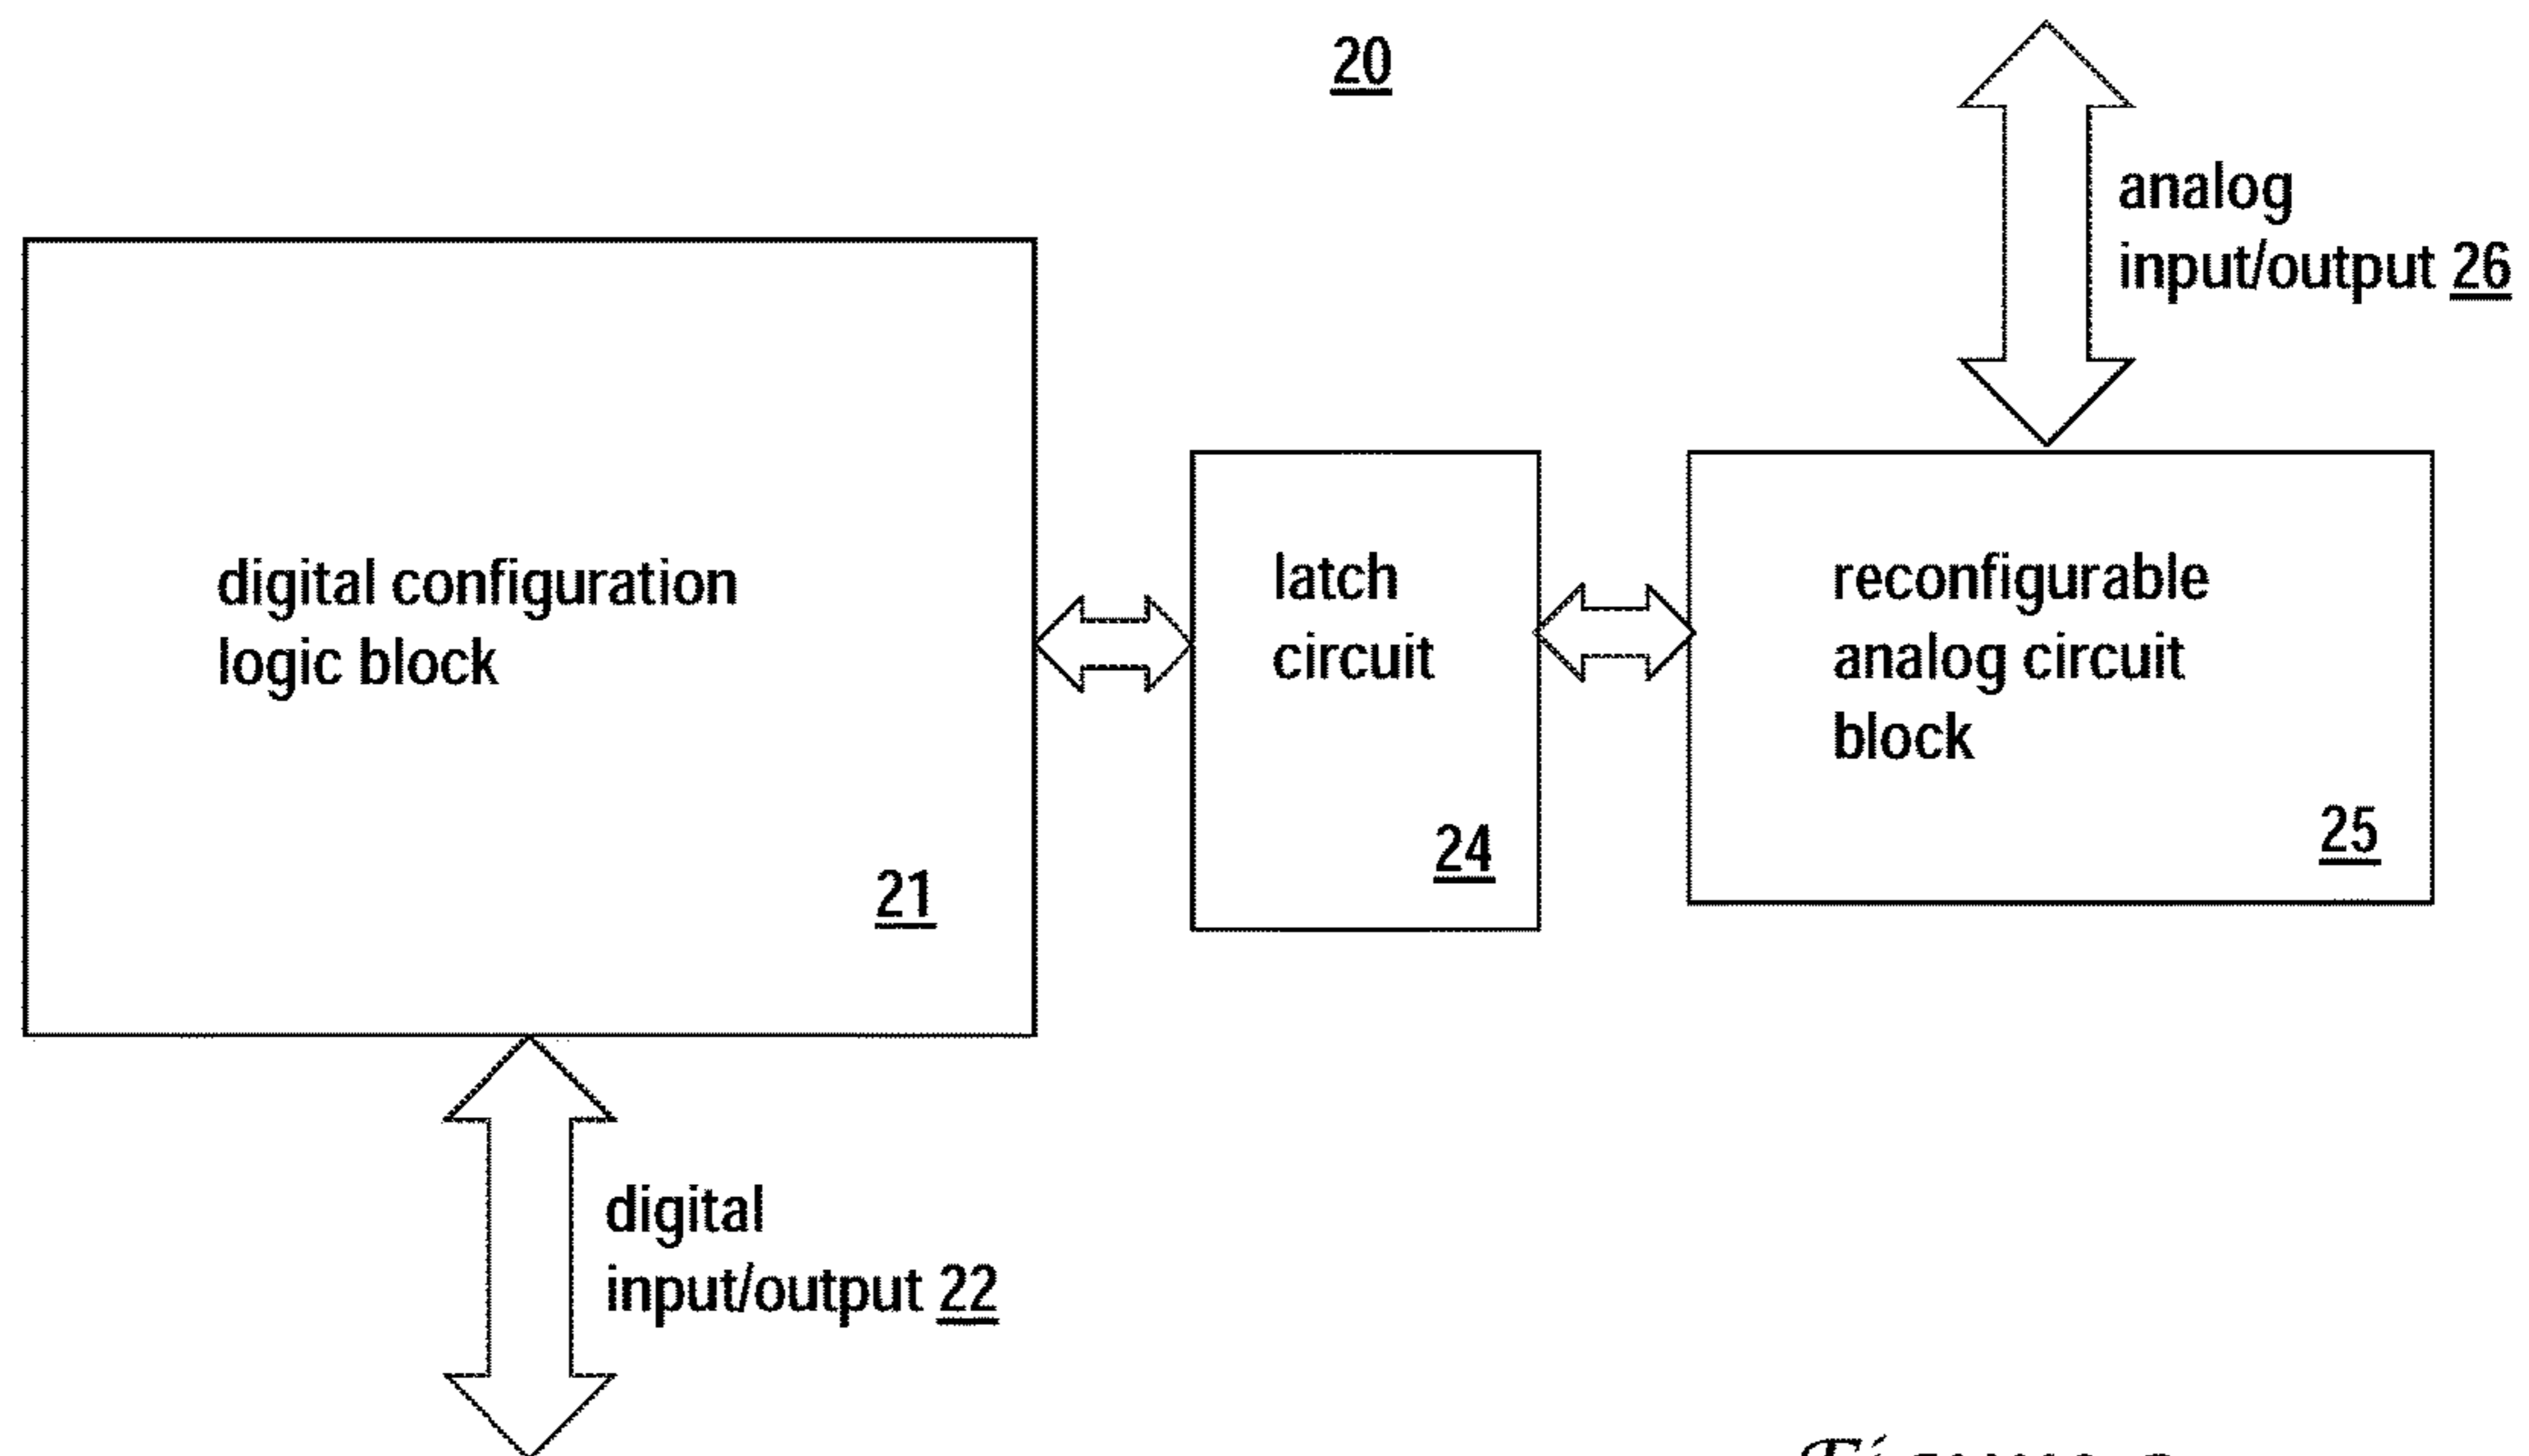 20
analog
input/output 26
digital configuration
logic block
21
latch
circuit
24
reconfigurable
analog circuit
block
25
digital
input/output 22